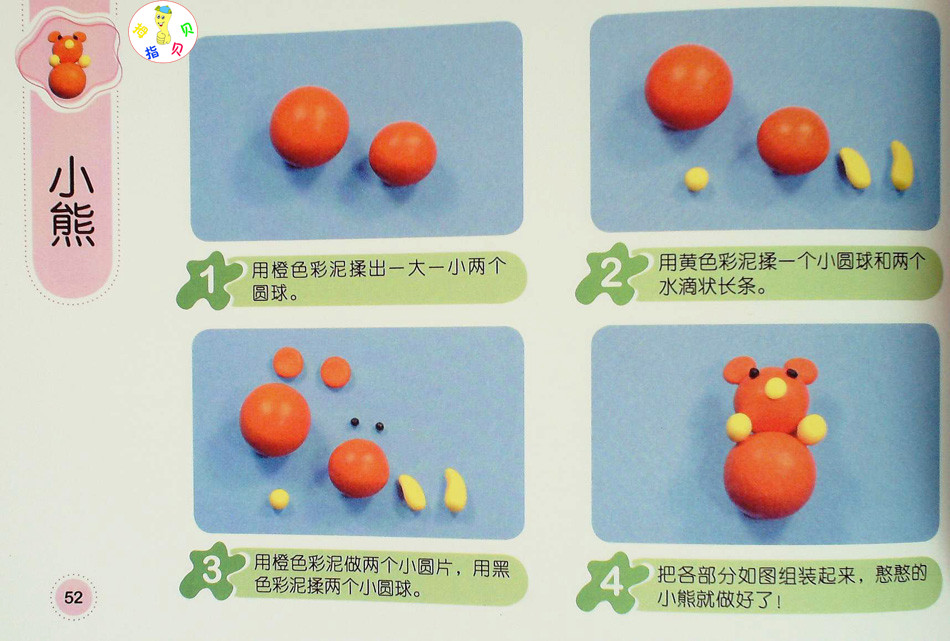 苗指贝贝
小熊
1 用橙色彩泥揉出一大一小两个
圆球。
2 用黄色彩泥揉一个小圆球和两个
水滴状长条。
3 用橙色彩泥做两个小圆片，用黑
色彩泥揉两个小圆球。
4 把各部分如图组装起来，憨憨的
小熊就做好了！
52